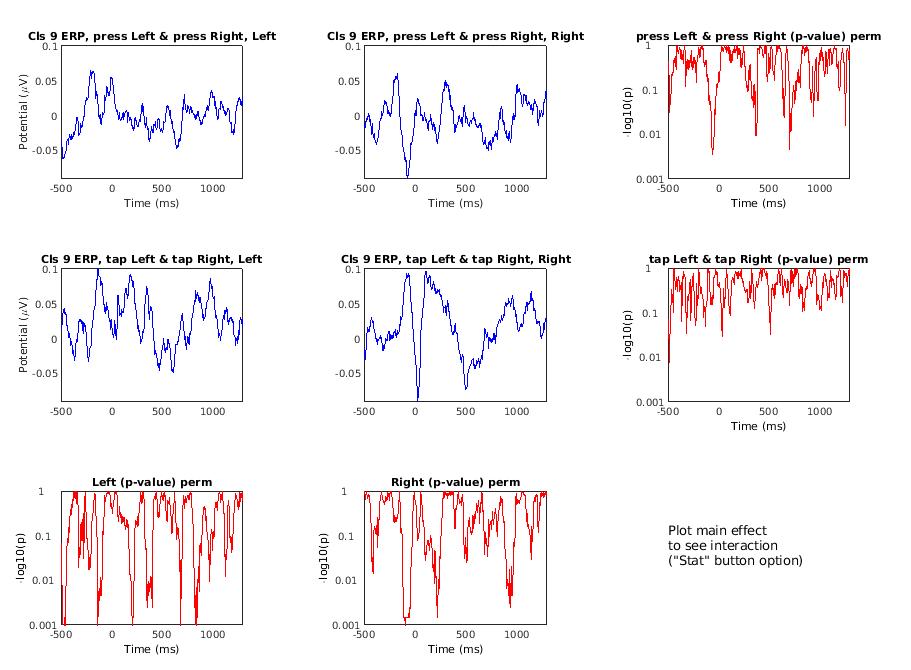 Cls 9 ERP, press Left & press Right, Left
Cls 9 ERP, press Left & press Right, Right
press Left & press Right (p-value) perm
0.1
0.05
0
-0.05
Potential (μV)
-500 0 500 1000
Time (ms)
0.1
0.05
0
-0.05
-500 0 500 1000
Time (ms)
1
0.1
0.01
0.001
-log10(p)
-500 0 500 1000
Time (ms)
Cls 9 ERP, tap Left & tap Right, Left
Cls 9 ERP, tap Left & tap Right, Right
tap Left & tap Right (p-value) perm
0.1
0.05
0
-0.05
Potential (μV)
-500 0 500 1000
Time (ms)
0.1
0.05
0
-0.05
-500 0 500 1000
Time (ms)
1
0.1
0.01
0.001
-log10(p)
-500 0 500 1000
Time (ms)
Left (p-value) perm
Right (p-value) perm
1
0.1
0.01
0.001
-log10(p)
-500 0 500 1000
Time (ms)
1
0.1
0.01
0.001
-log10(p)
-500 0 500 1000
Time (ms)
Plot main effect
to see interaction
("Stat" button option)